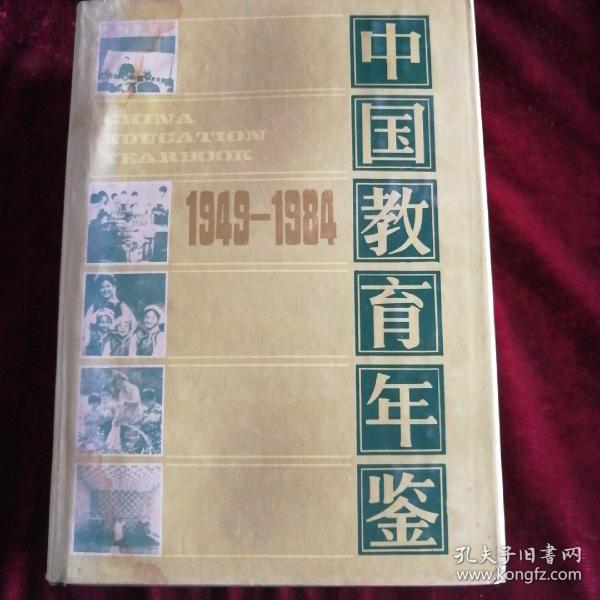 中国教育年鉴
CHINA
EDUCATION
YEARBOOK
1949-1984
孔夫子旧書网
www.kongfz.com